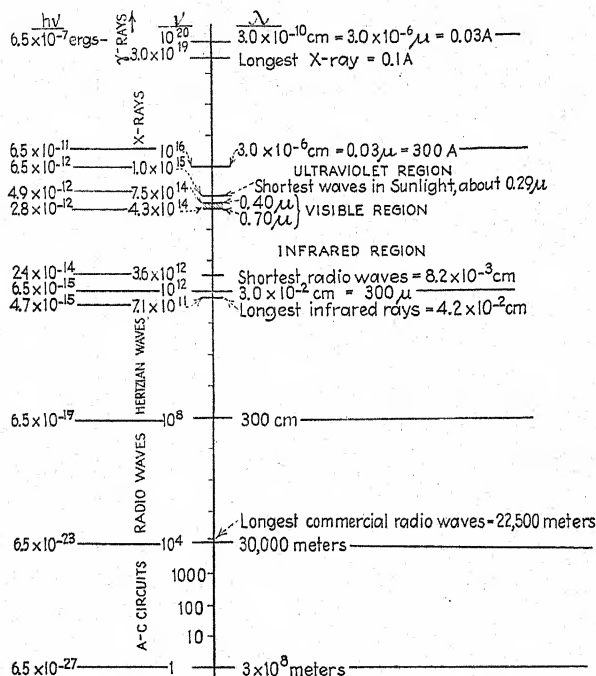 hν ν λ
6.5×10⁻⁷ergs 10²⁰ 3.0×10⁻¹⁰cm = 3.0×10⁻⁶μ = 0.03A
γ-RAYS
3.0×10¹⁹ Longest X-ray = 0.1A
X-RAYS
6.5×10⁻¹¹ 10¹⁶ 3.0×10⁻⁶cm = 0.03μ = 300 A
6.5×10⁻¹² 1.0×10¹⁵
ULTRAVIOLET REGION
4.9×10⁻¹² 7.5×10¹⁴ Shortest waves in Sunlight, about 0.29μ
2.8×10⁻¹² 4.3×10¹⁴ 0.40μ
0.70μ } VISIBLE REGION
INFRARED REGION
24×10⁻¹⁴ 3.6×10¹² Shortest radio waves = 8.2×10⁻³cm
6.5×10⁻¹⁵ 10¹² 3.0×10⁻² cm = 300μ
4.7×10⁻¹⁵ 7.1×10¹¹ Longest infrared rays = 4.2×10⁻²cm
HERTZIAN WAVES
6.5×10⁻¹⁹ 10⁸ 300 cm
RADIO WAVES
Longest commercial radio waves = 22,500 meters
6.5×10⁻²³ 10⁴ 30,000 meters
A-C CIRCUITS
1000
100
10
6.5×10⁻²⁷ 1 3×10⁸ meters